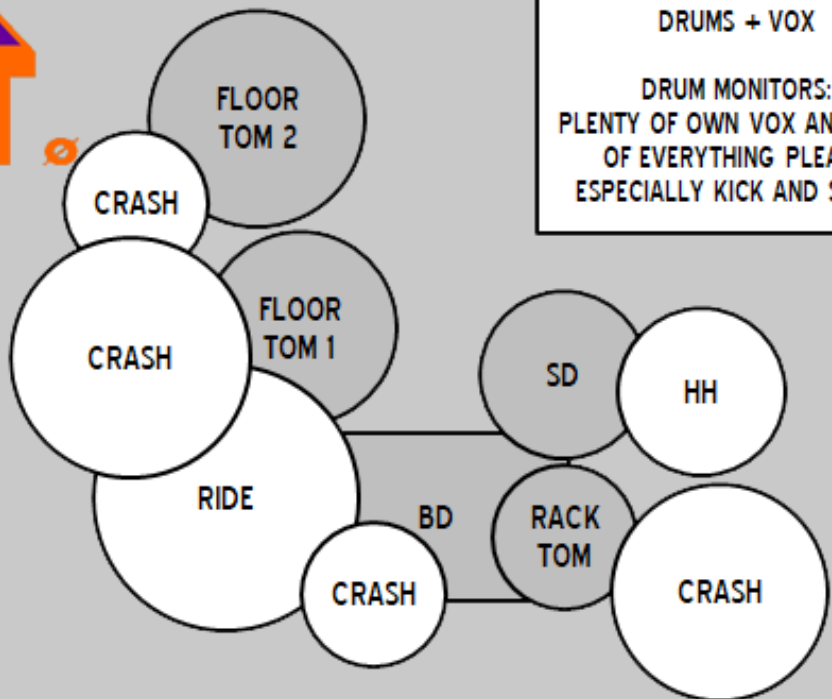 DRUMS + VOX
DRUM MONITORS:
PLENTY OF OWN VOX
OF EVERYTHING
ESPECIALLY KICK AND
FLOOR
TOM 2
CRASH
FLOOR
TOM 1
CRASH
SD
HH
RIDE
BD
RACK
TOM
CRASH
CRASH